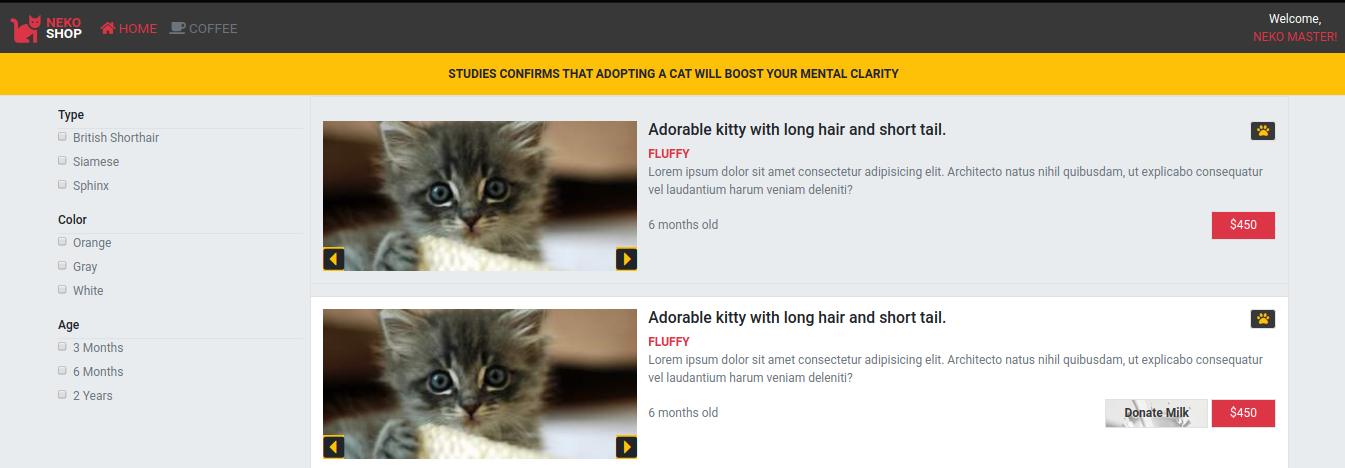 NEKO
SHOP
HOME
COFFEE
Welcome,
NEKO MASTER!
STUDIES CONFIRMS THAT ADOPTING A CAT WILL BOOST YOUR MENTAL CLARITY
Type
British Shorthair
Siamese
Sphinx
Color
Orange
Gray
White
Age
3 Months
6 Months
2 Years
Adorable kitty with long hair and short tail.
FLUFFY
Lorem ipsum dolor sit amet consectetur adipisicing elit. Architecto natus nihil quibusdam, ut explicabo consequatur
vel laudantium harum veniam deleniti?
6 months old
$450
Adorable kitty with long hair and short tail.
FLUFFY
Lorem ipsum dolor sit amet consectetur adipisicing elit. Architecto natus nihil quibusdam, ut explicabo consequatur
vel laudantium harum veniam deleniti?
6 months old
Donate Milk
$450